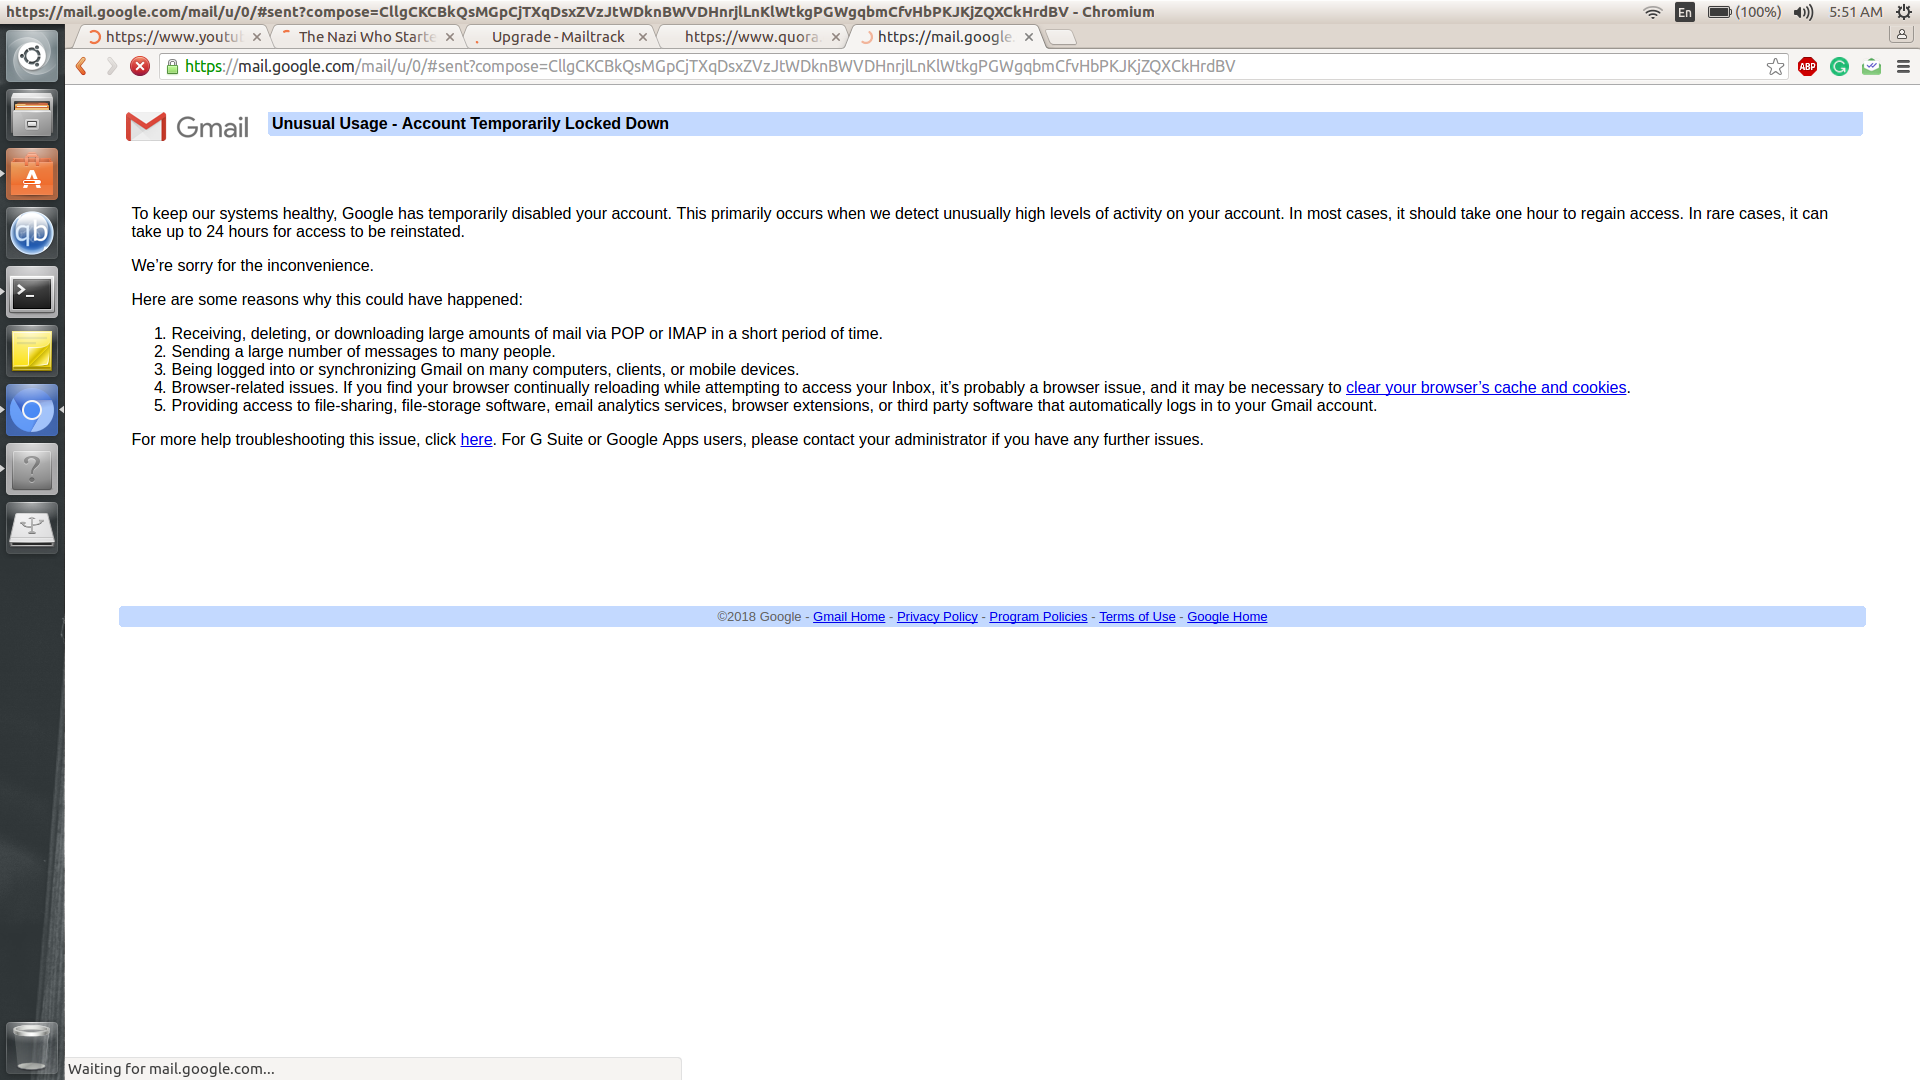 https://mail.google.com/mail/u/0/#sent?compose=CllgCKCBkQsMGpCjTXqDsxZVzJtWDknBWVDHnrjlLnKlWtkgPGWgqbmCfvHbPKJKjZQXCkHrdBV - Chromium
En (100%) 5:51 AM
https://www.youtu The Nazi Who Starte Upgrade - Mailtrack https://www.quora. https://mail.google.
https://mail.google.com/mail/u/0/#sent?compose=CllgCKCBkQsMGpCjTXqDsxZVzJtWDknBWVDHnrjlLnKlWtkgPGWgqbmCfvHbPKJKjZQXCkHrdBV
ABP
Gmail
Unusual Usage - Account Temporarily Locked Down
To keep our systems healthy, Google has temporarily disabled your account. This primarily occurs when we detect unusually high levels of activity on your account. In most cases, it should take one hour to regain access. In rare cases, it can
take up to 24 hours for access to be reinstated.
We’re sorry for the inconvenience.
Here are some reasons why this could have happened:
1. Receiving, deleting, or downloading large amounts of mail via POP or IMAP in a short period of time.
2. Sending a large number of messages to many people.
3. Being logged into or synchronizing Gmail on many computers, clients, or mobile devices.
4. Browser-related issues. If you find your browser continually reloading while attempting to access your Inbox, it’s probably a browser issue, and it may be necessary to clear your browser’s cache and cookies.
5. Providing access to file-sharing, file-storage software, email analytics services, browser extensions, or third party software that automatically logs in to your Gmail account.
For more help troubleshooting this issue, click here. For G Suite or Google Apps users, please contact your administrator if you have any further issues.
©2018 Google - Gmail Home - Privacy Policy - Program Policies - Terms of Use - Google Home
qb
Waiting for mail.google.com...